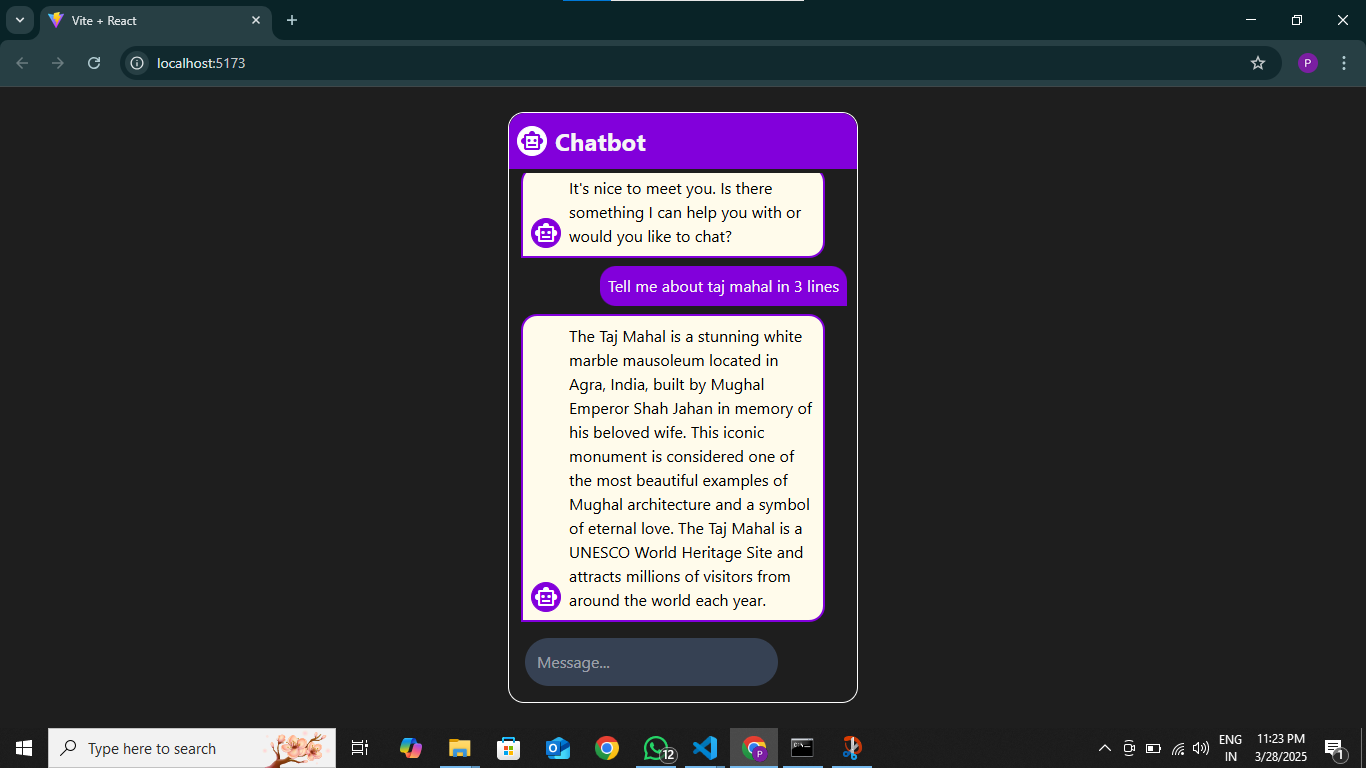 Vite + React
localhost:5173
P
Chatbot
It's nice to meet you. Is there
something I can help you with or
would you like to chat?
Tell me about taj mahal in 3 lines
The Taj Mahal is a stunning white
marble mausoleum located in
Agra, India, built by Mughal
Emperor Shah Jahan in memory of
his beloved wife. This iconic
monument is considered one of
the most beautiful examples of
Mughal architecture and a symbol
of eternal love. The Taj Mahal is a
UNESCO World Heritage Site and
attracts millions of visitors from
around the world each year.
Message...
Type here to search
12
P
ENG
IN
11:23 PM
3/28/2025
1